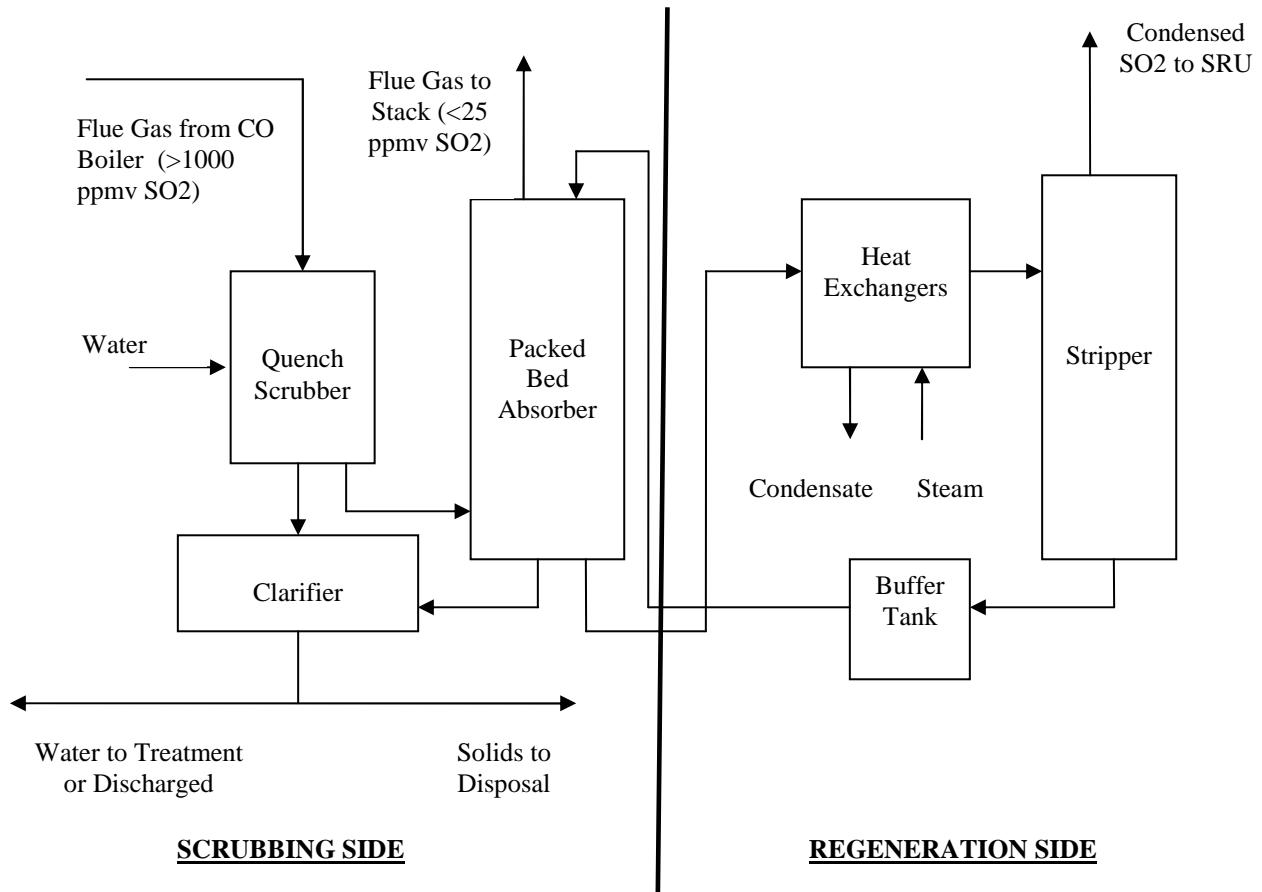 Flue Gas from CO
Boiler  (>1000
ppmv SO2)
Flue Gas to
Stack (<25
ppmv SO2)
Condensed
SO2 to SRU
Water
Quench
Scrubber
Packed
Bed
Absorber
Heat
Exchangers
Stripper
Condensate
Steam
Clarifier
Buffer
Tank
Water to Treatment
or Discharged
Solids to
Disposal
SCRUBBING SIDE
REGENERATION SIDE